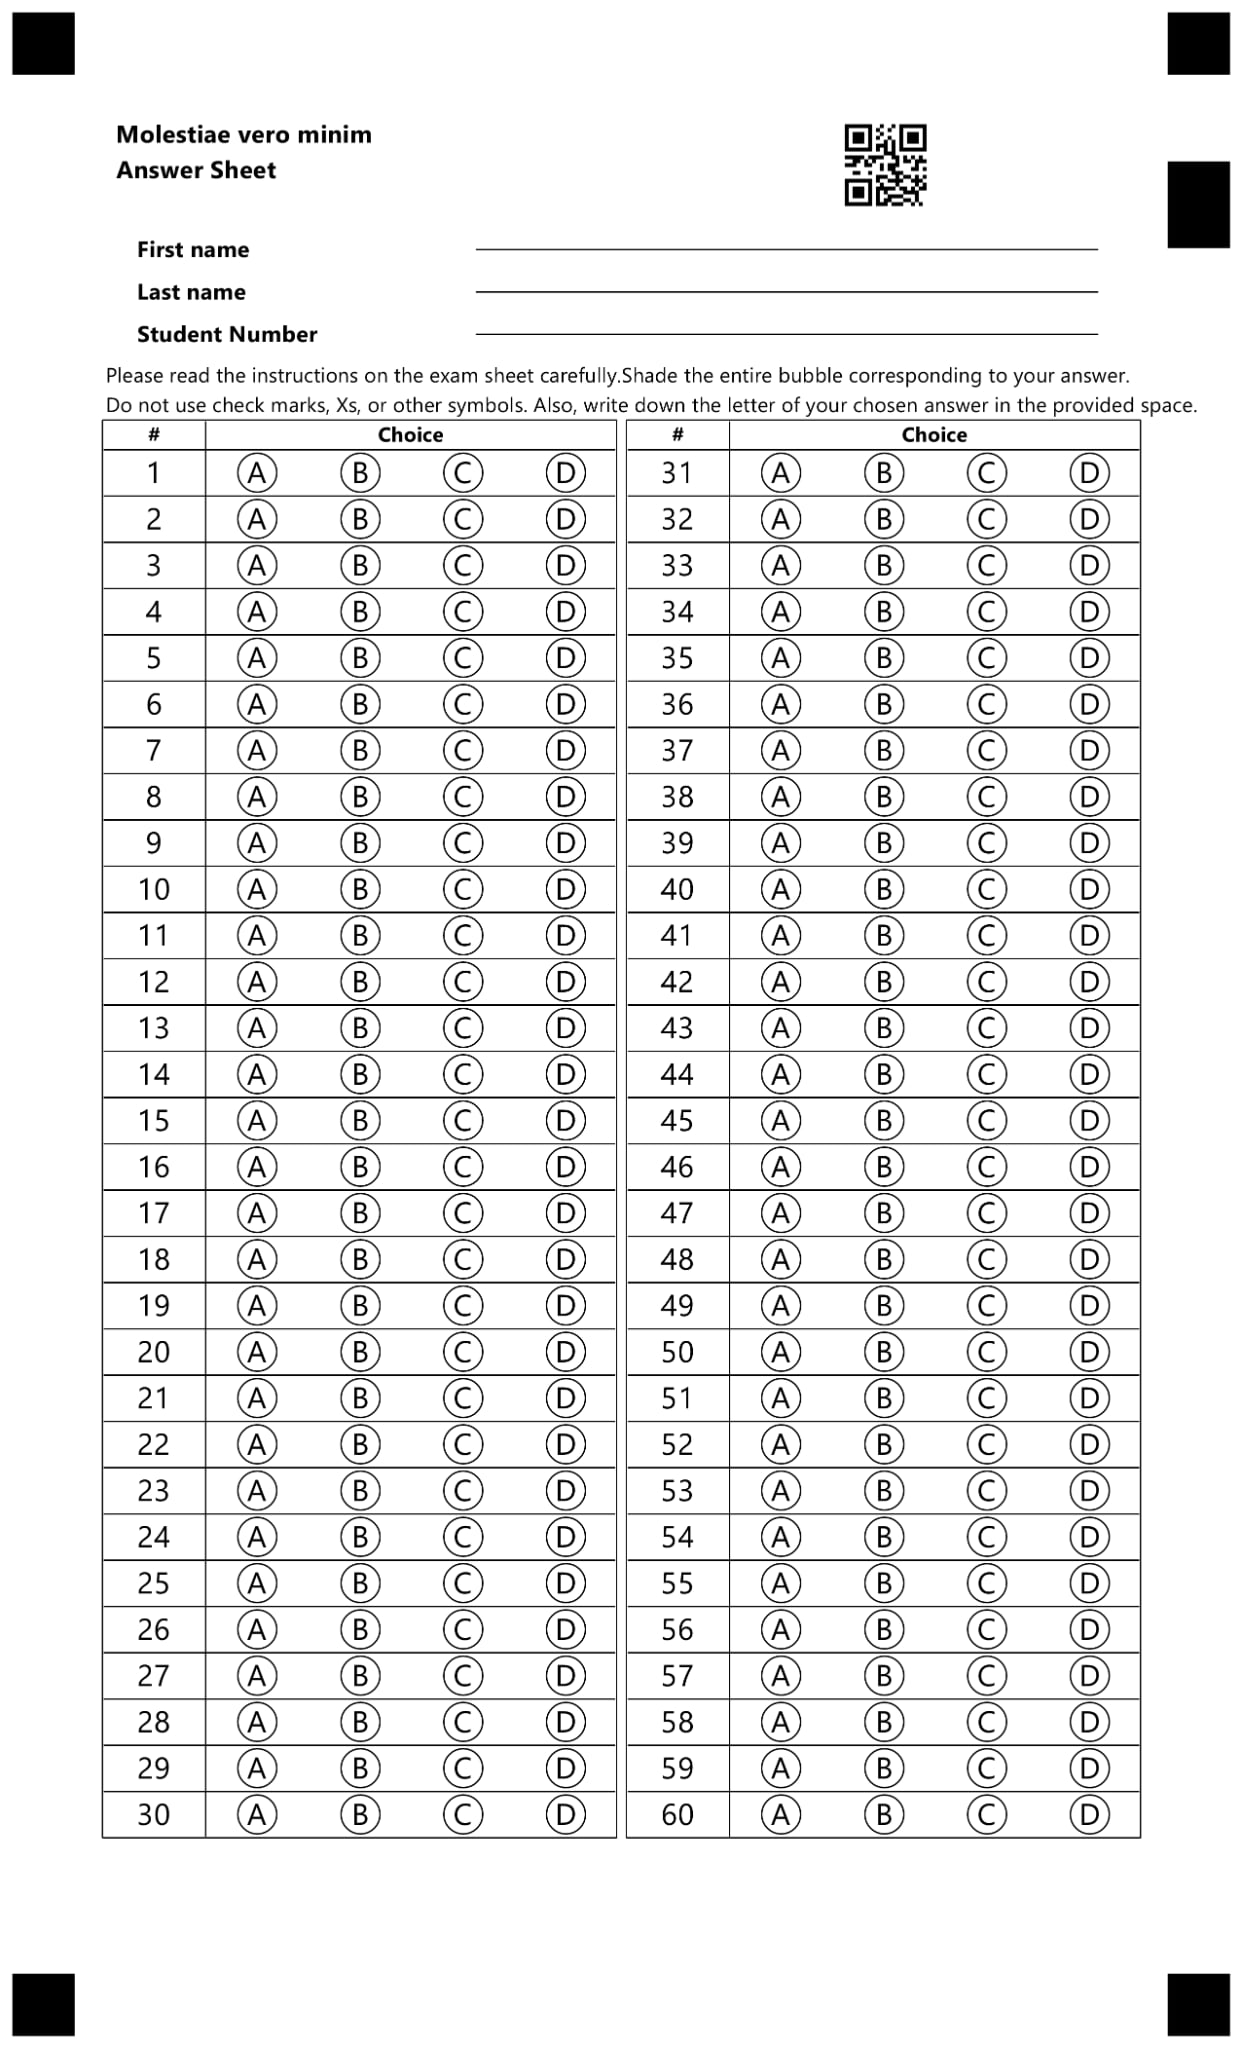 Molestiae vero minim
Answer Sheet
First name
Last name
Student Number
Please read the instructions on the exam sheet carefully.Shade the entire bubble corresponding to your answer.
Do not use check marks, Xs, or other symbols. Also, write down the letter of your chosen answer in the provided space.
# Choice # Choice
1 A B C D 31 A B C D
2 A B C D 32 A B C D
3 A B C D 33 A B C D
4 A B C D 34 A B C D
5 A B C D 35 A B C D
6 A B C D 36 A B C D
7 A B C D 37 A B C D
8 A B C D 38 A B C D
9 A B C D 39 A B C D
10 A B C D 40 A B C D
11 A B C D 41 A B C D
12 A B C D 42 A B C D
13 A B C D 43 A B C D
14 A B C D 44 A B C D
15 A B C D 45 A B C D
16 A B C D 46 A B C D
17 A B C D 47 A B C D
18 A B C D 48 A B C D
19 A B C D 49 A B C D
20 A B C D 50 A B C D
21 A B C D 51 A B C D
22 A B C D 52 A B C D
23 A B C D 53 A B C D
24 A B C D 54 A B C D
25 A B C D 55 A B C D
26 A B C D 56 A B C D
27 A B C D 57 A B C D
28 A B C D 58 A B C D
29 A B C D 59 A B C D
30 A B C D 60 A B C D